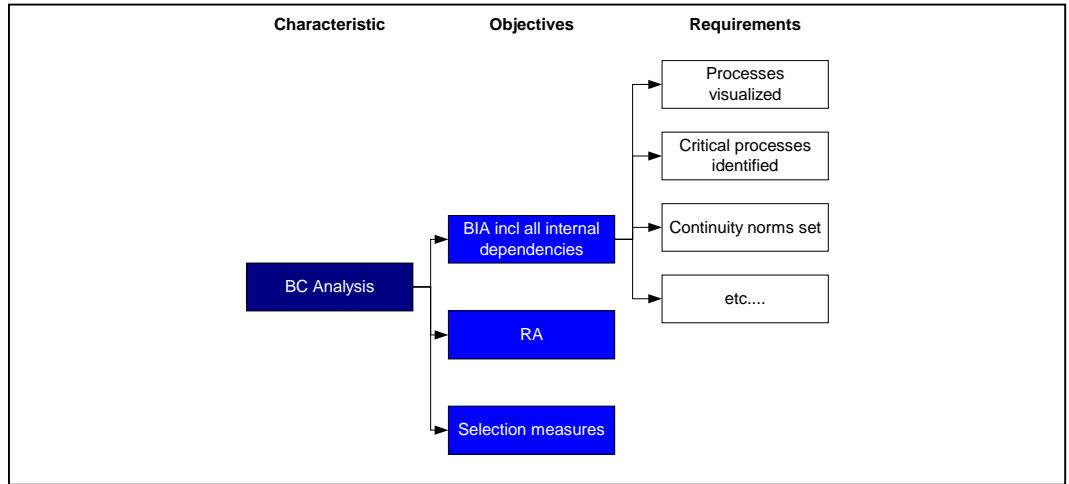 Characteristic
Objectives
Requirements
Processes
visualized
Critical processes
identified
BIA incl all internal
dependencies
Continuity norms set
BC Analysis
etc....
RA
Selection measures